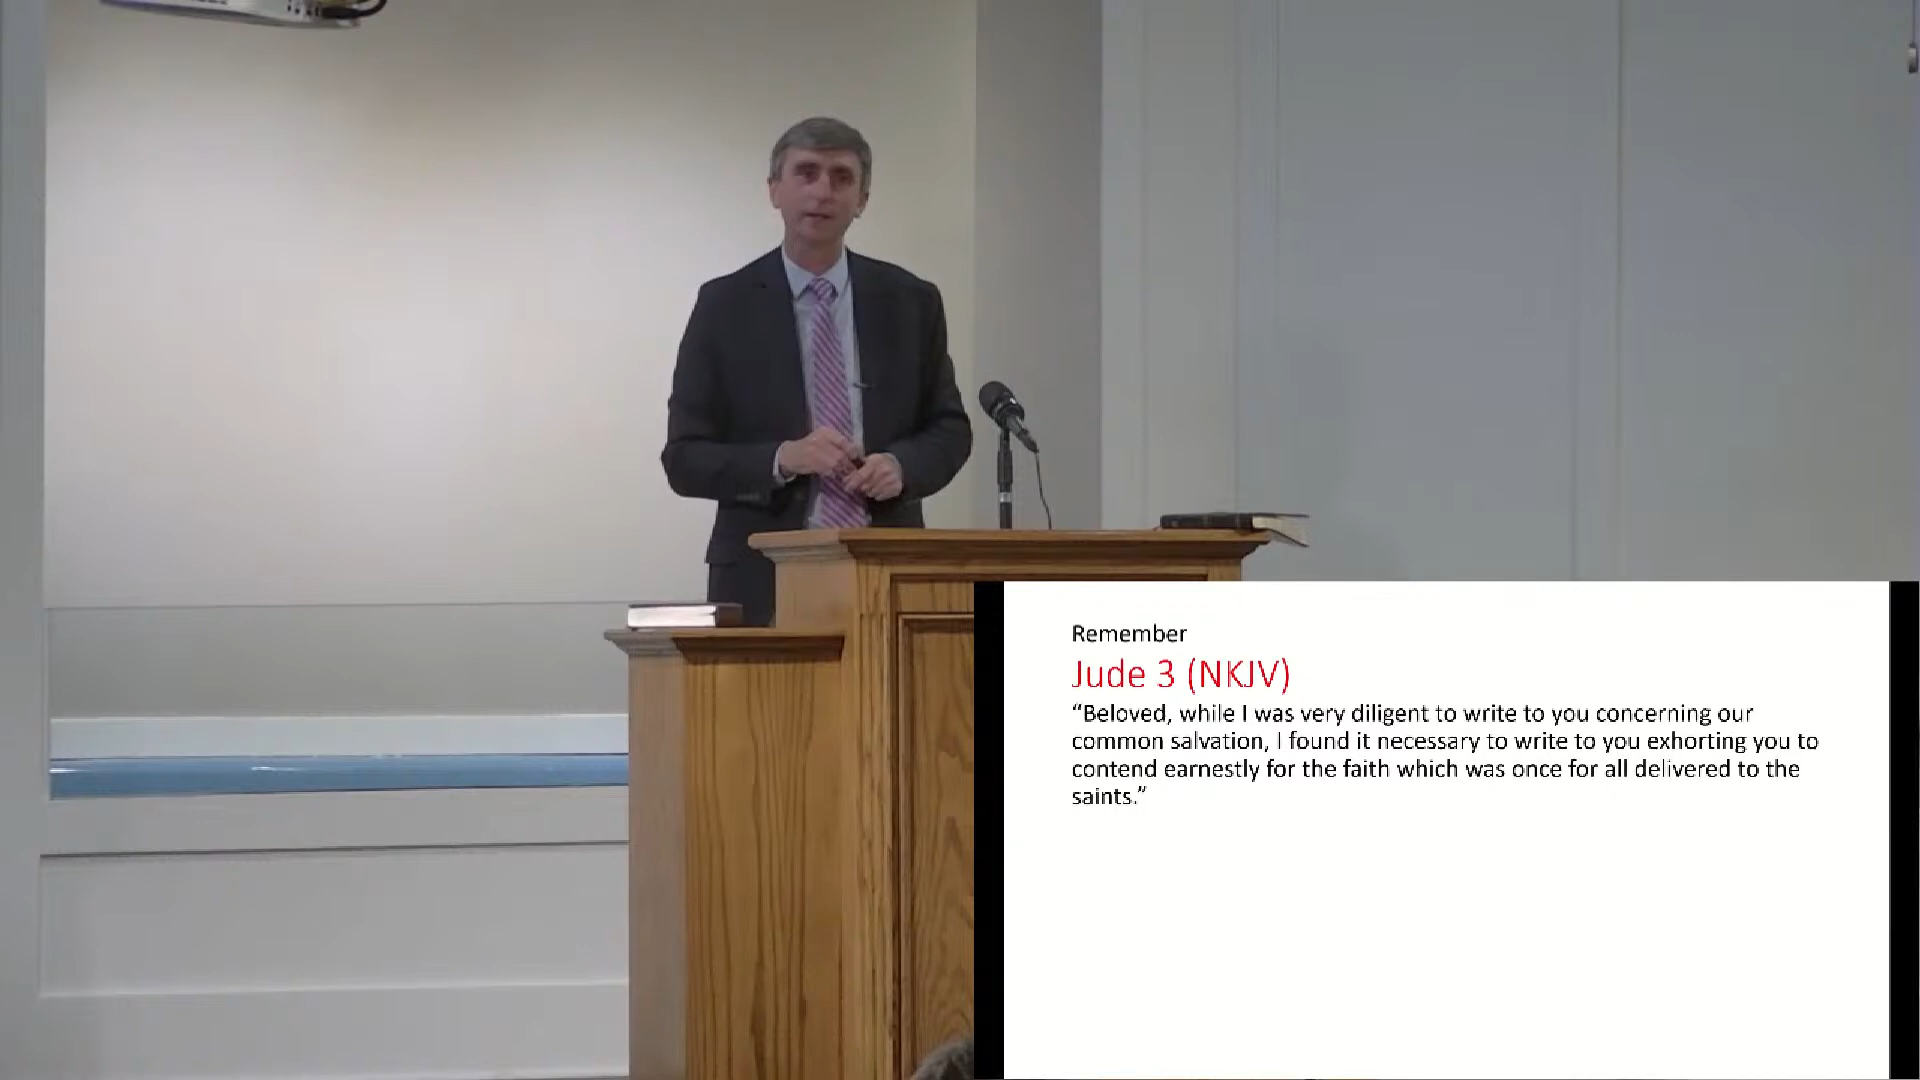 Remember
Jude 3 (NKJV)
“Beloved, while I was very diligent to write to you concerning our
common salvation, I found it necessary to write to you exhorting you to
contend earnestly for the faith which was once for all delivered to the
saints.”